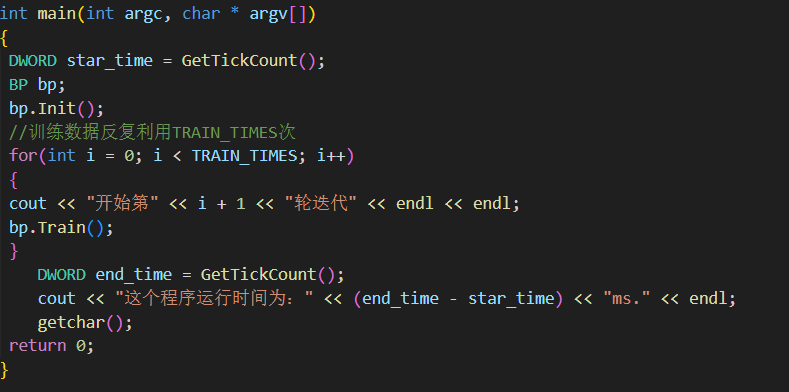 int main(int argc, char * argv[])
{
DWORD star_time = GetTickCount();
BP bp;
bp.Init();
//训练数据反复利用TRAIN_TIMES次
for(int i = 0; i < TRAIN_TIMES; i++)
{
cout << "开始第" << i + 1 << "轮迭代" << endl << endl;
bp.Train();
}
DWORD end_time = GetTickCount();
cout << "这个程序运行时间为：" << (end_time - star_time) << "ms." << endl;
getchar();
return 0;
}